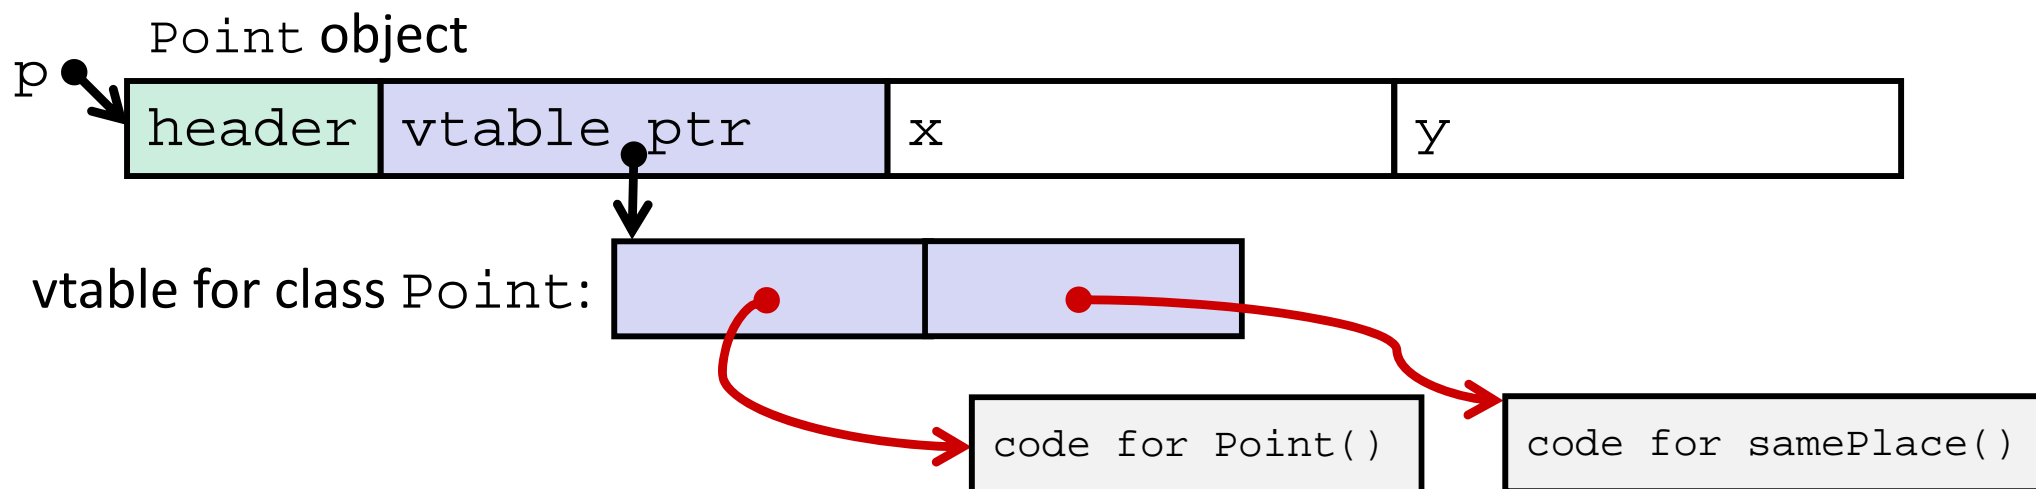 Point object
p
header vtable ptr x y
vtable for class Point:
code for Point() code for samePlace()